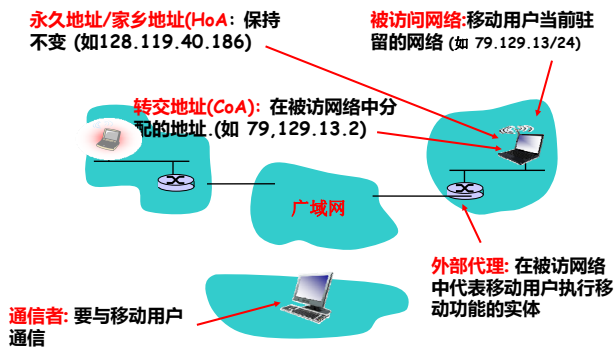 永久地址/家乡地址(HoA: 保持
不变 (如128.119.40.186)
被访问网络:移动用户当前驻
留的网络 (如 79.129.13/24)
转交地址(CoA): 在被访网络中分
配的地址.(如 79,129.13.2)
广域网
外部代理: 在被访网络
中代表移动用户执行移
动功能的实体
通信者: 要与移动用户
通信